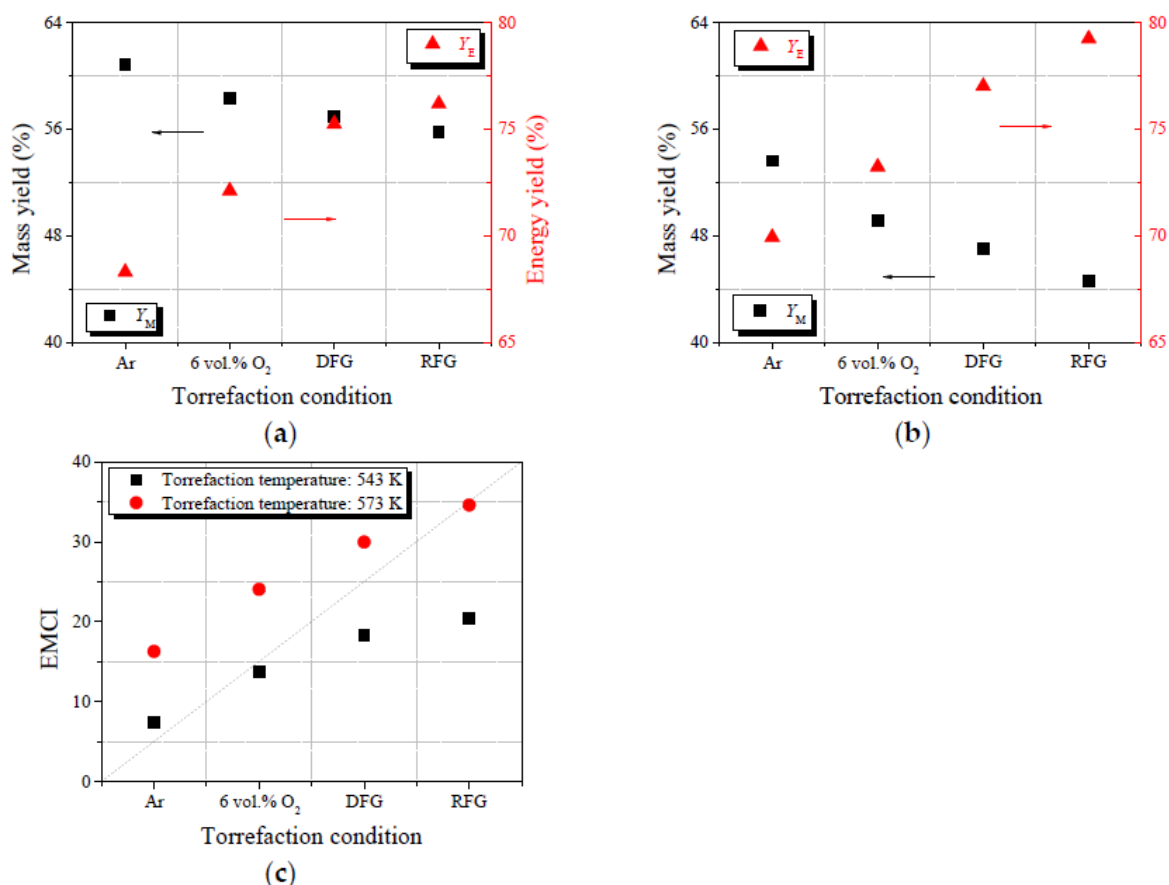 64
56
48
40
Mass yield (%)
Y_E
Y_M
80
75
70
65
Energy yield (%)
Ar
6 vol.% O₂
DFG
RFG
Torrefaction condition
(a)
64
56
48
40
Mass yield (%)
Y_E
Y_M
80
75
70
65
Energy yield (%)
Ar
6 vol.% O₂
DFG
RFG
Torrefaction condition
(b)
40
30
20
10
0
EMCI
Torrefaction temperature: 543 K
Torrefaction temperature: 573 K
Ar
6 vol.% O₂
DFG
RFG
Torrefaction condition
(c)